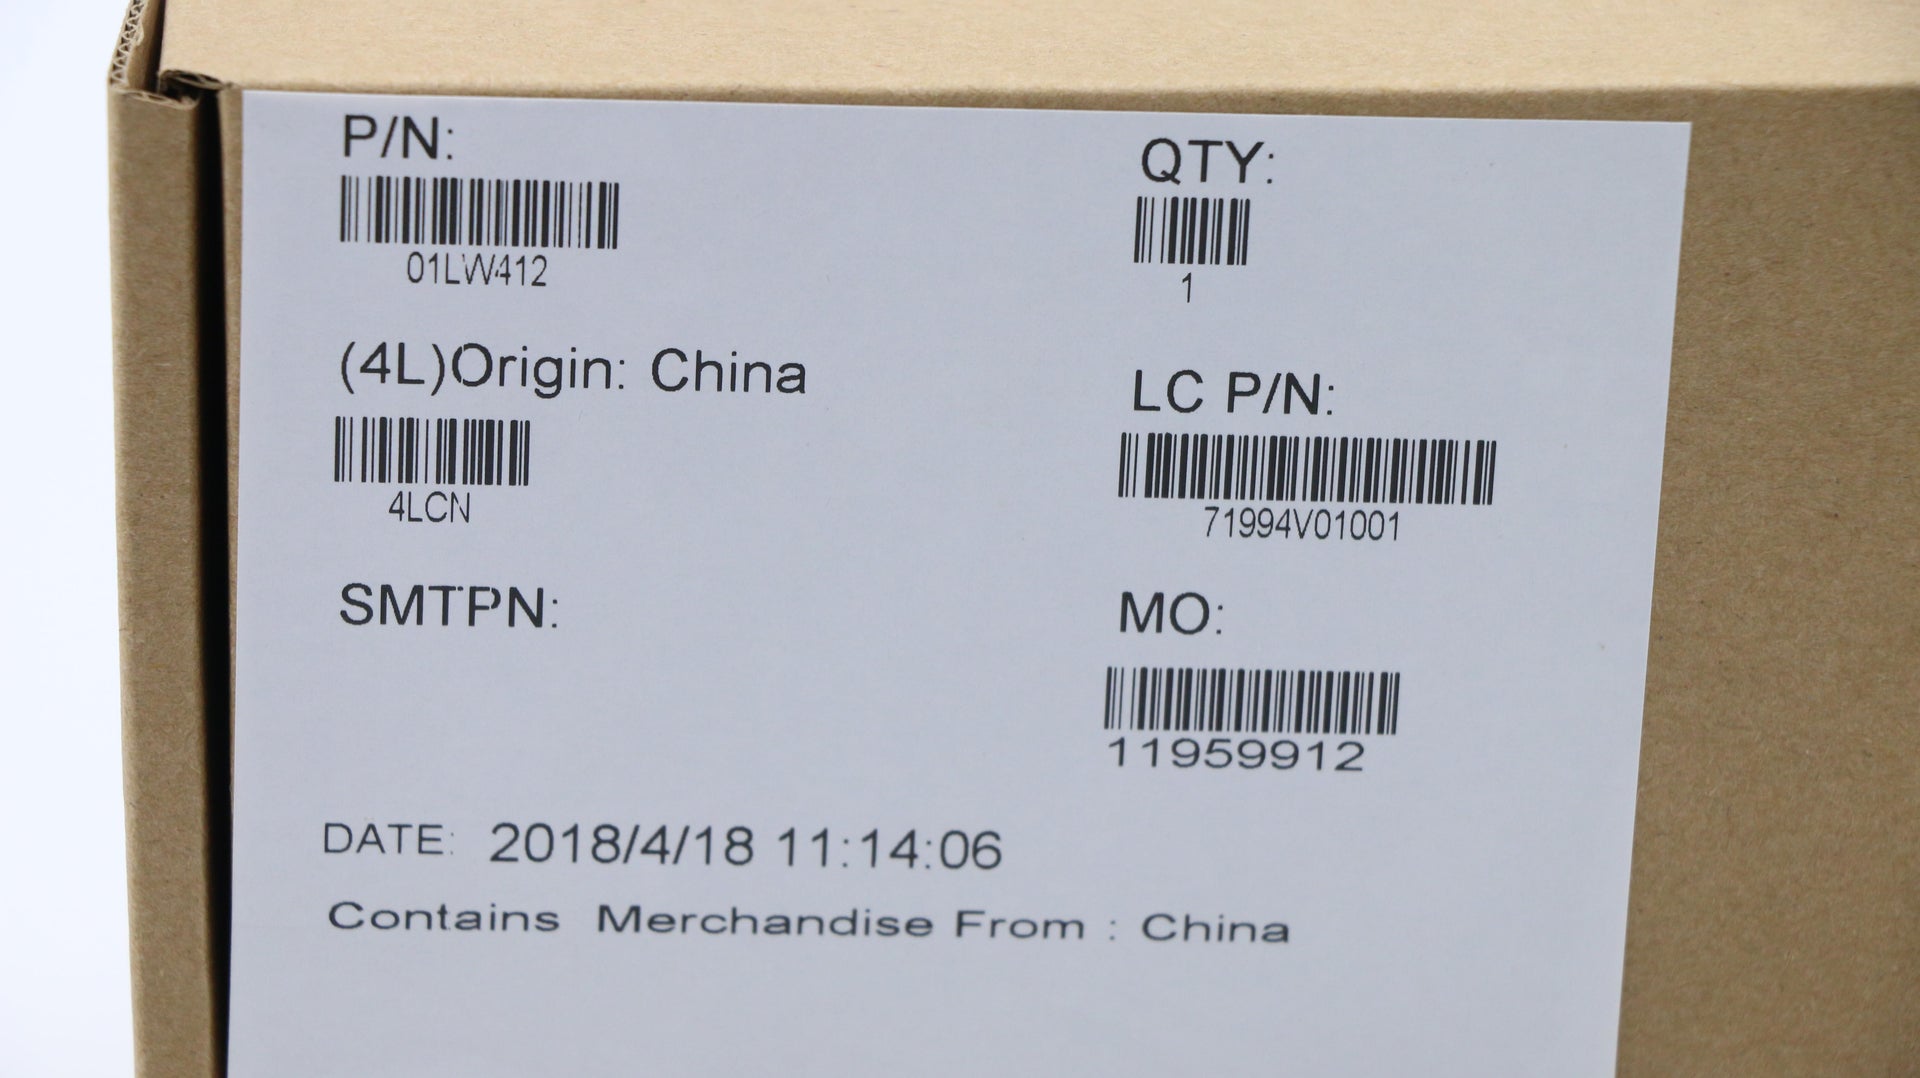 P/N:
QTY:
01LW412
1
(4L)Origin: China
LC P/N:
4LCN
71994V01001
SMTPN:
MO:
11959912
DATE: 2018/4/18 11:14:06
Contains Merchandise From : China